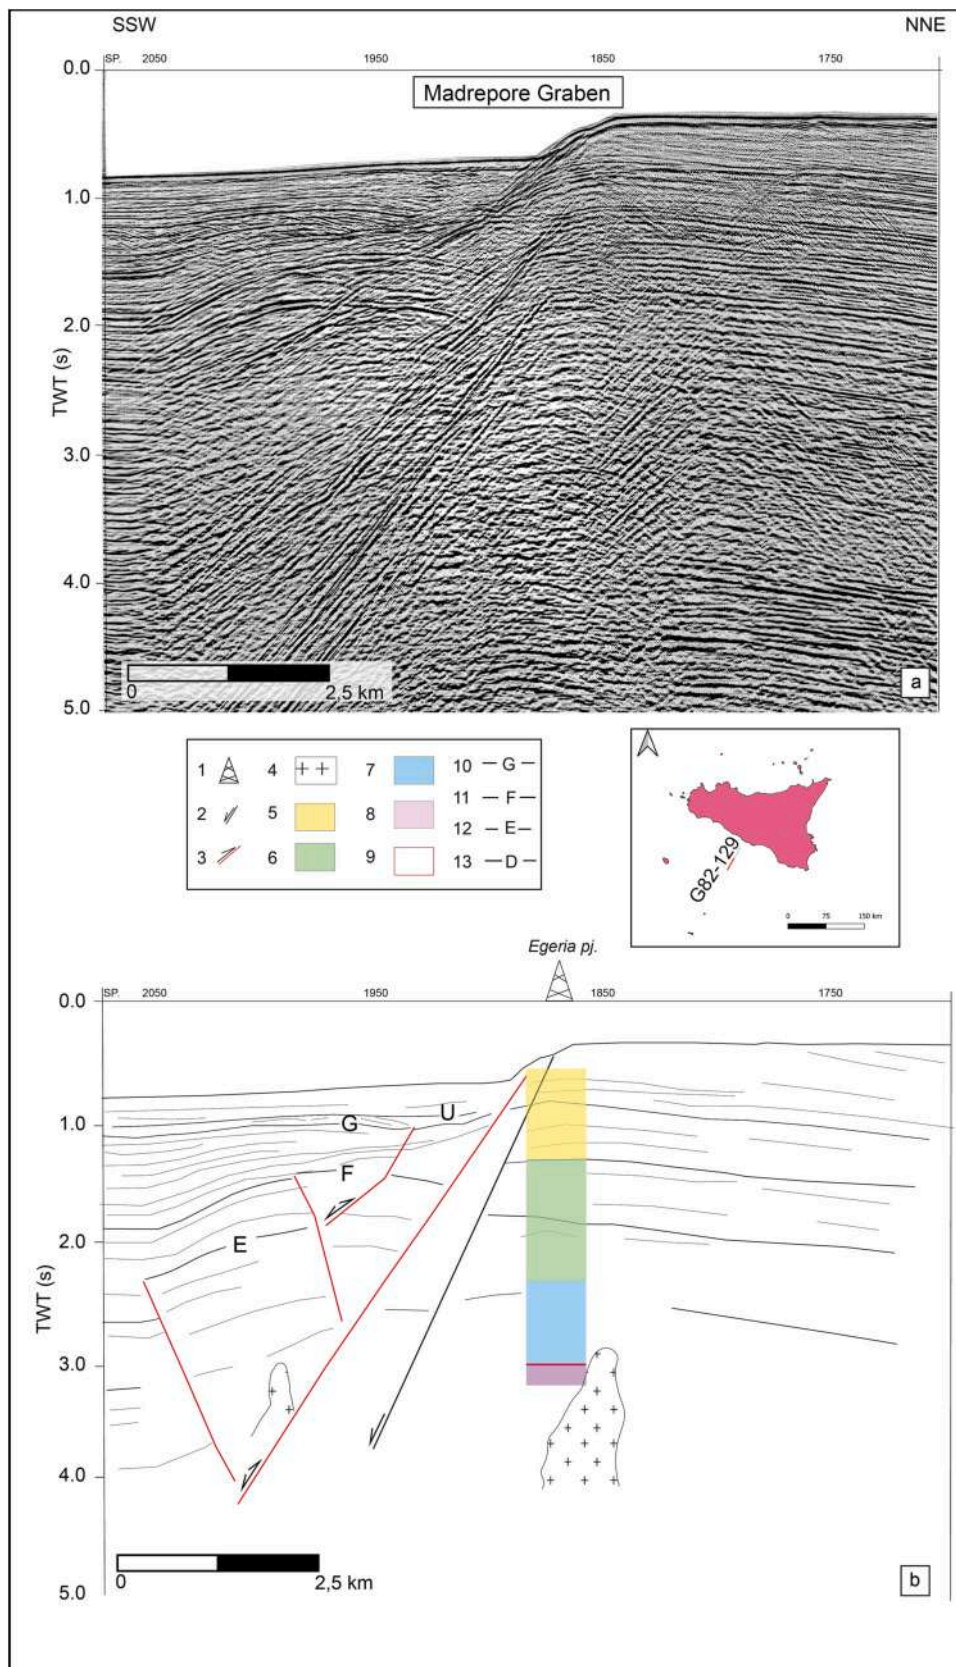 SSW NNE
SP. 2050 1950 1850 1750
0.0
Madrepore Graben
1.0
2.0
TWT (s)
3.0
4.0
0 2,5 km
a
5.0
1 4 7 10 G
2 5 8 11 F
12 E
3 6 9 13 D
G82-129
0 75 150 km
Egeria pj.
SP. 2050 1950 1850 1750
0.0
1.0
G U
F
2.0
E
TWT (s)
3.0
4.0
0 2,5 km
b
5.0